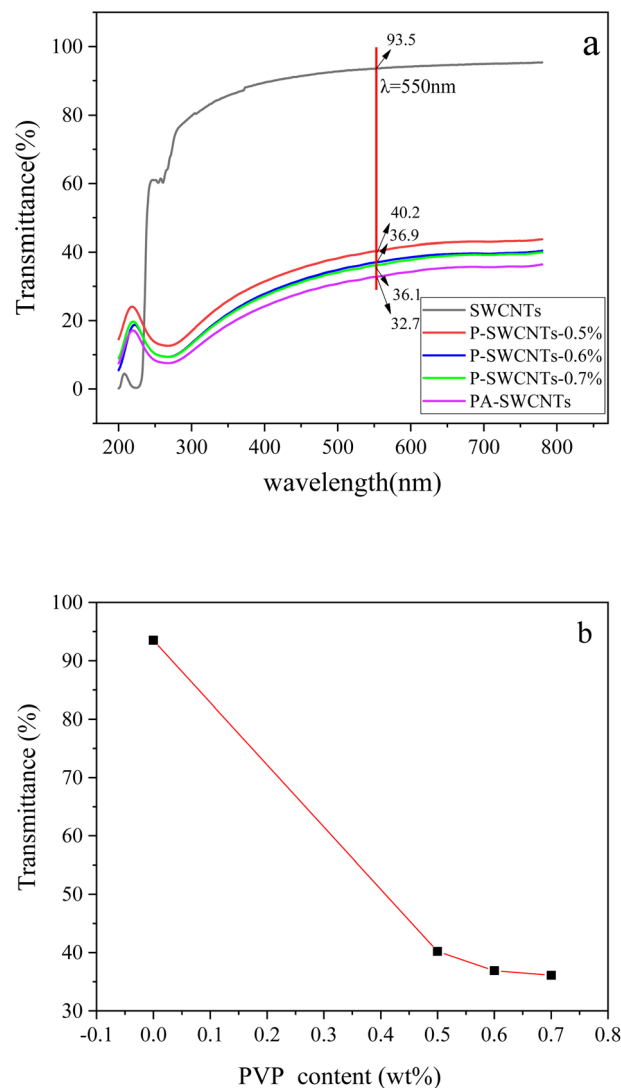 a
100
80
60
40
20
0
Transmittance(%)
93.5
λ=550nm
40.2
36.9
36.1
32.7
SWCNTs
P-SWCNTs-0.5%
P-SWCNTs-0.6%
P-SWCNTs-0.7%
PA-SWCNTs
200 300 400 500 600 700 800
wavelength(nm)
b
100
90
80
70
60
50
40
30
Transmittance (%)
-0.1 0.0 0.1 0.2 0.3 0.4 0.5 0.6 0.7 0.8
PVP content (wt%)